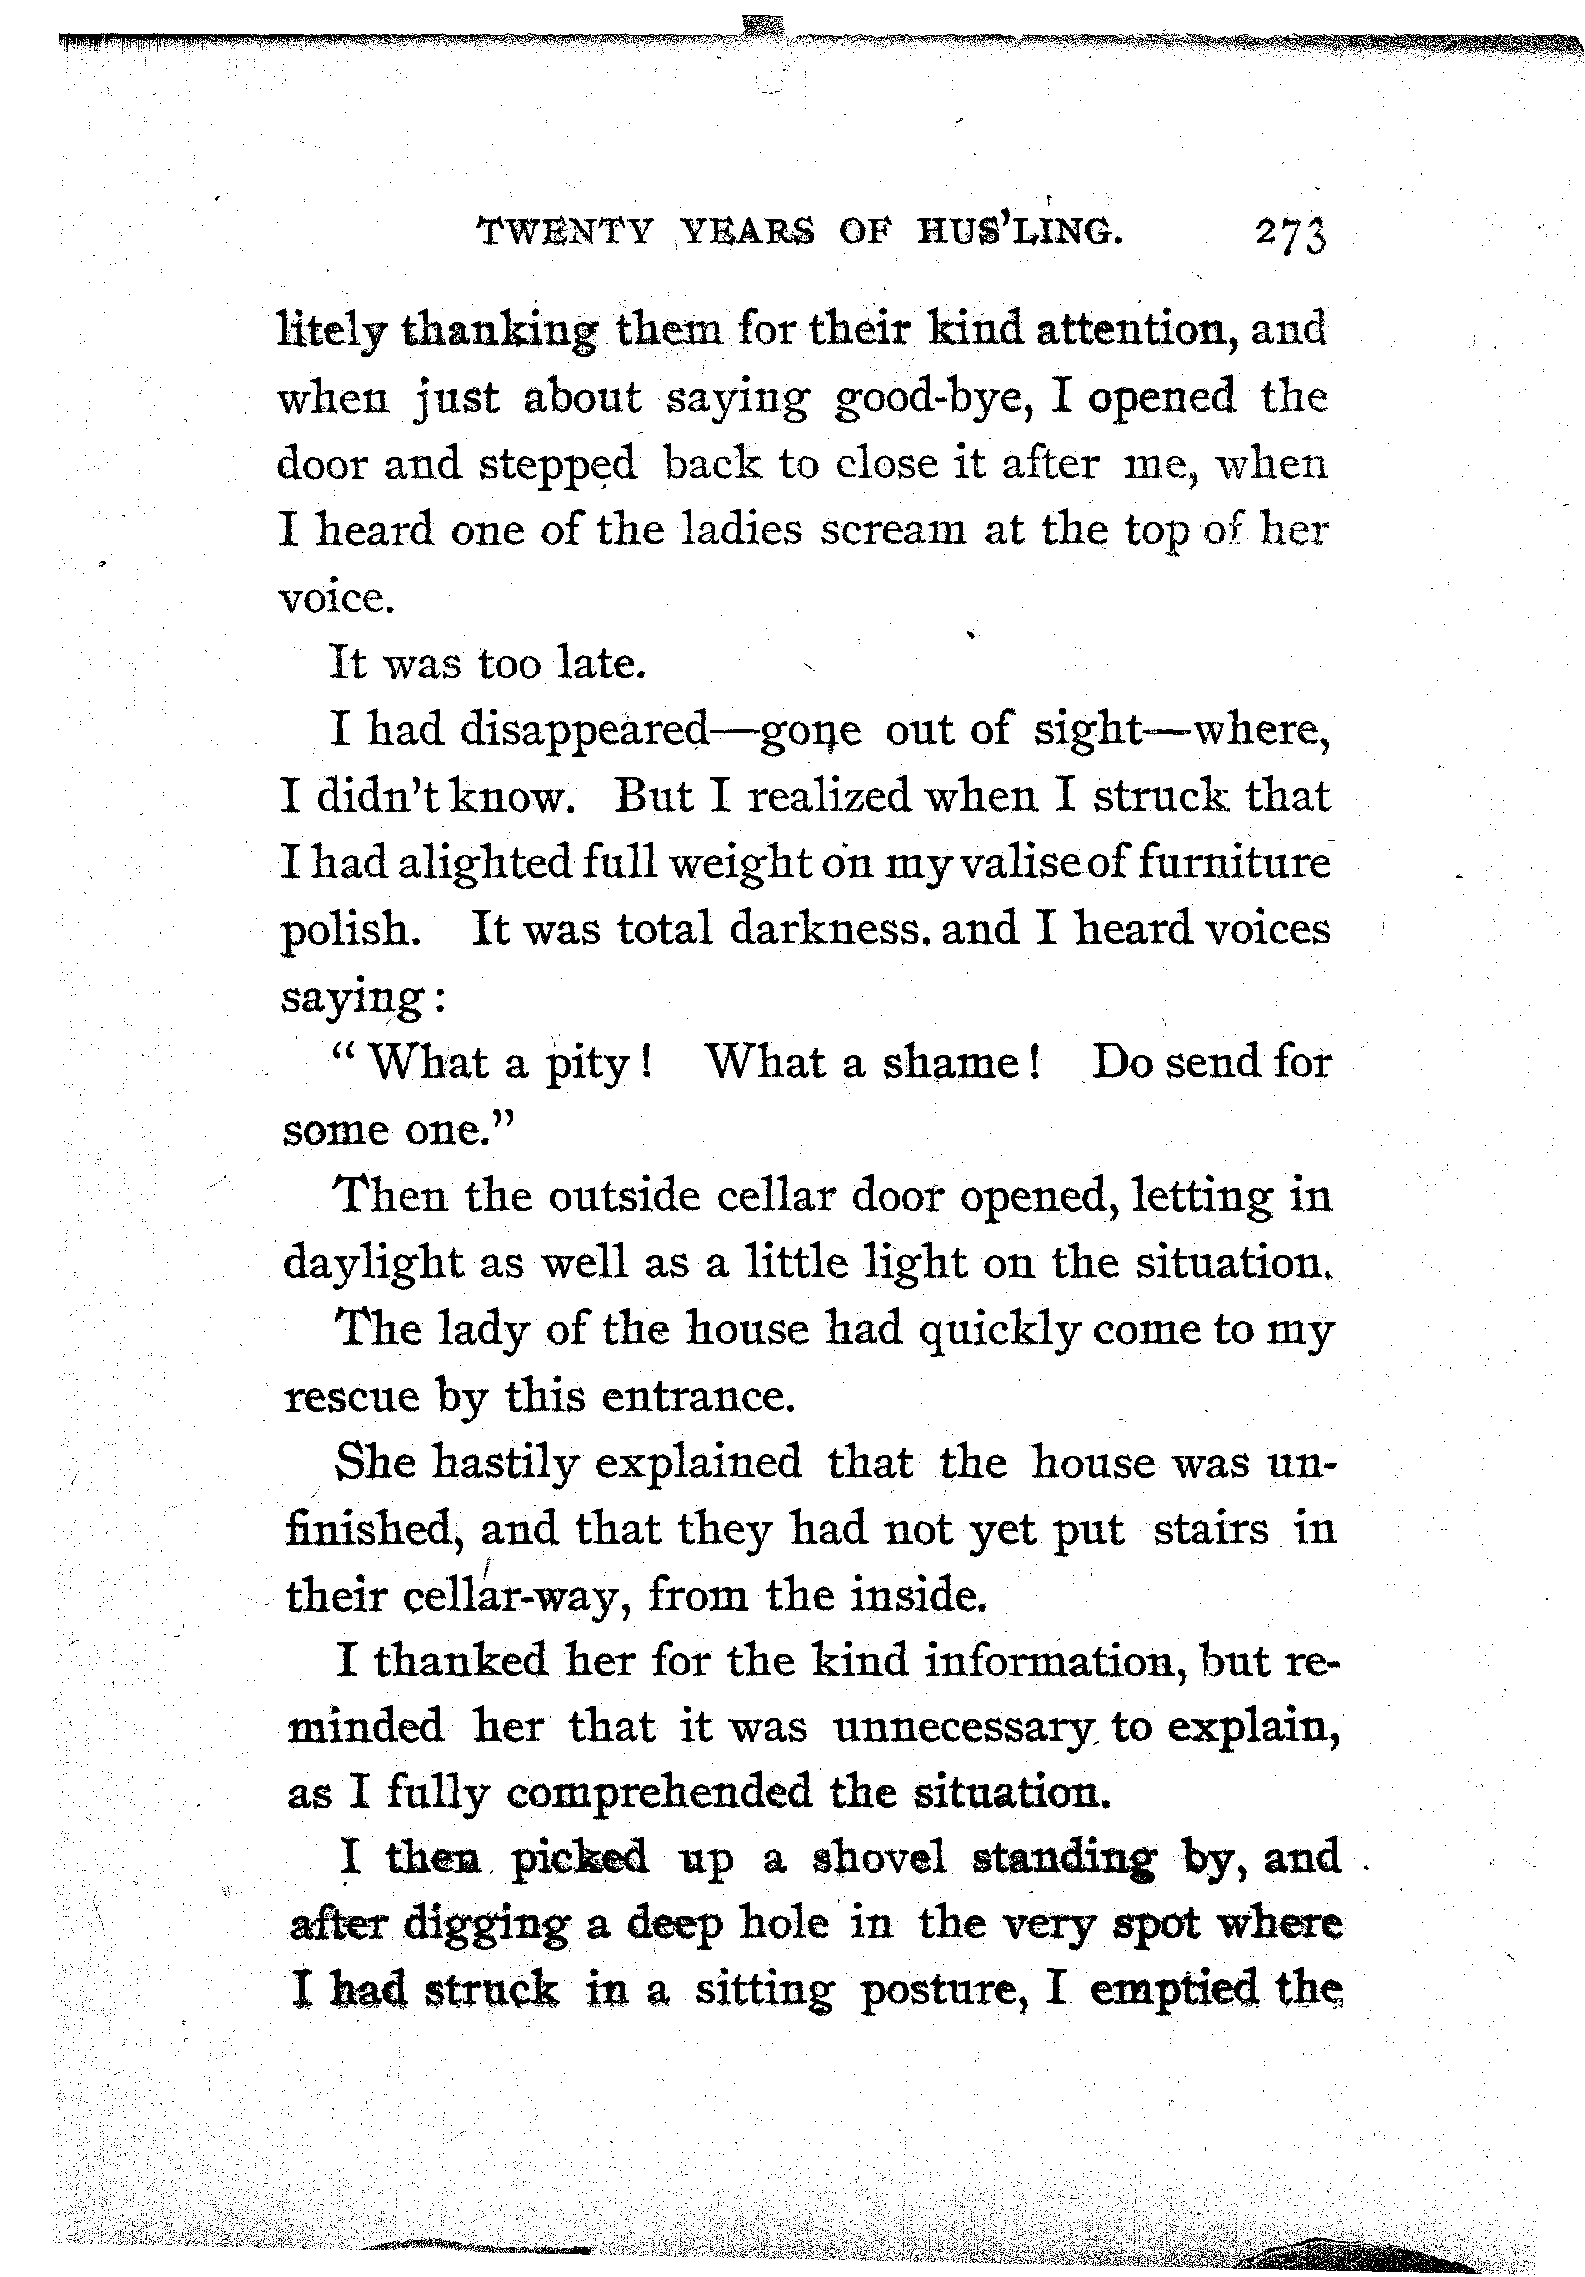 TWENTY YEARS OF HUS'LING. 273
litely thanking them for their kind attention, and
when just about saying good-bye, I opened the
door and stepped back to close it after me, when
I heard one of the ladies scream at the top of her
voice.
It was too late.
I had disappeared—gone out of sight—where,
I didn't know. But I realized when I struck that
I had alighted full weight on my valise of furniture
polish. It was total darkness. and I heard voices
saying:
"What a pity! What a shame! Do send for
some one."
Then the outside cellar door opened, letting in
daylight as well as a little light on the situation.
The lady of the house had quickly come to my
rescue by this entrance.
She hastily explained that the house was un-
finished, and that they had not yet put stairs in
their cellar-way, from the inside.
I thanked her for the kind information, but re-
minded her that it was unnecessary to explain,
as I fully comprehended the situation.
I then picked up a shovel standing by, and
after digging a deep hole in the very spot where
I had struck in a sitting posture, I emptied the